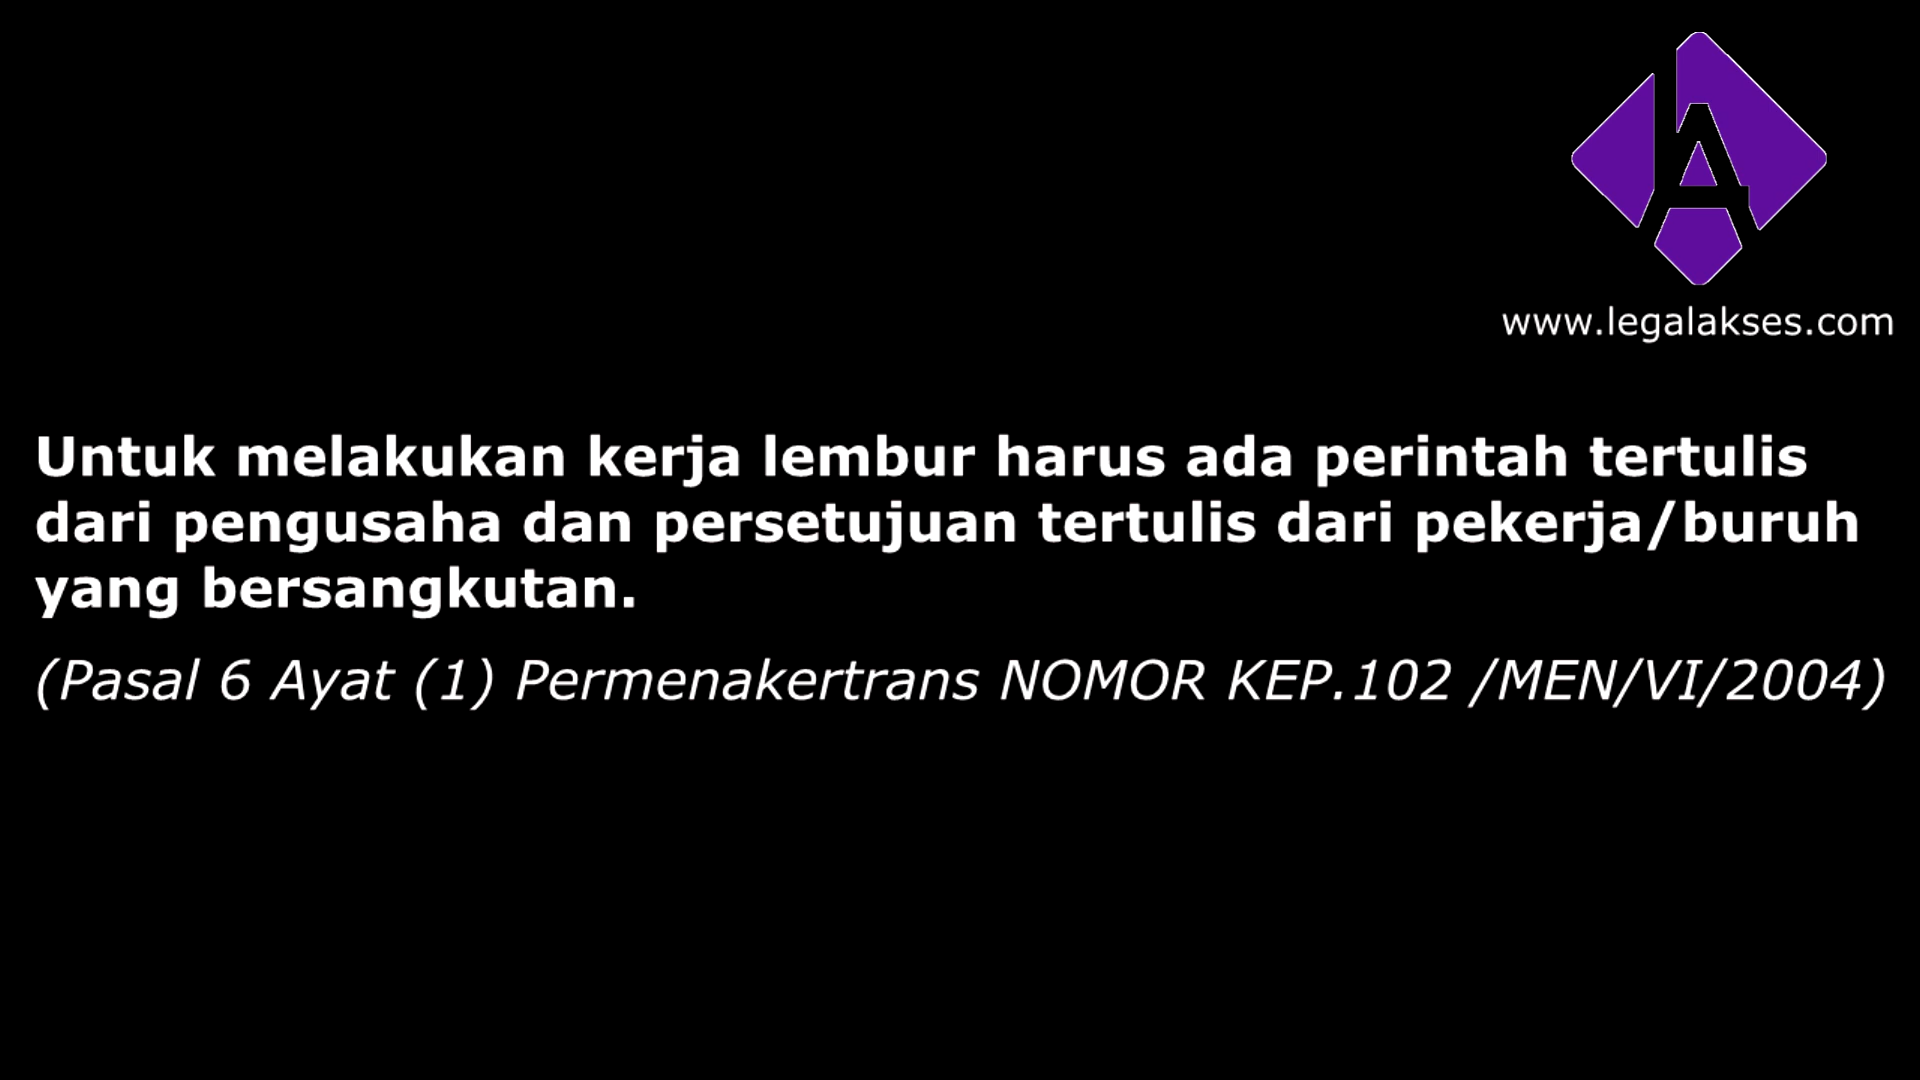 www.legalakses.com
Untuk melakukan kerja lembur harus ada perintah tertulis
dari pengusaha dan persetujuan tertulis dari pekerja/buruh
yang bersangkutan.
(Pasal 6 Ayat (1) Permenakertrans NOMOR KEP.102 /MEN/VI/2004)